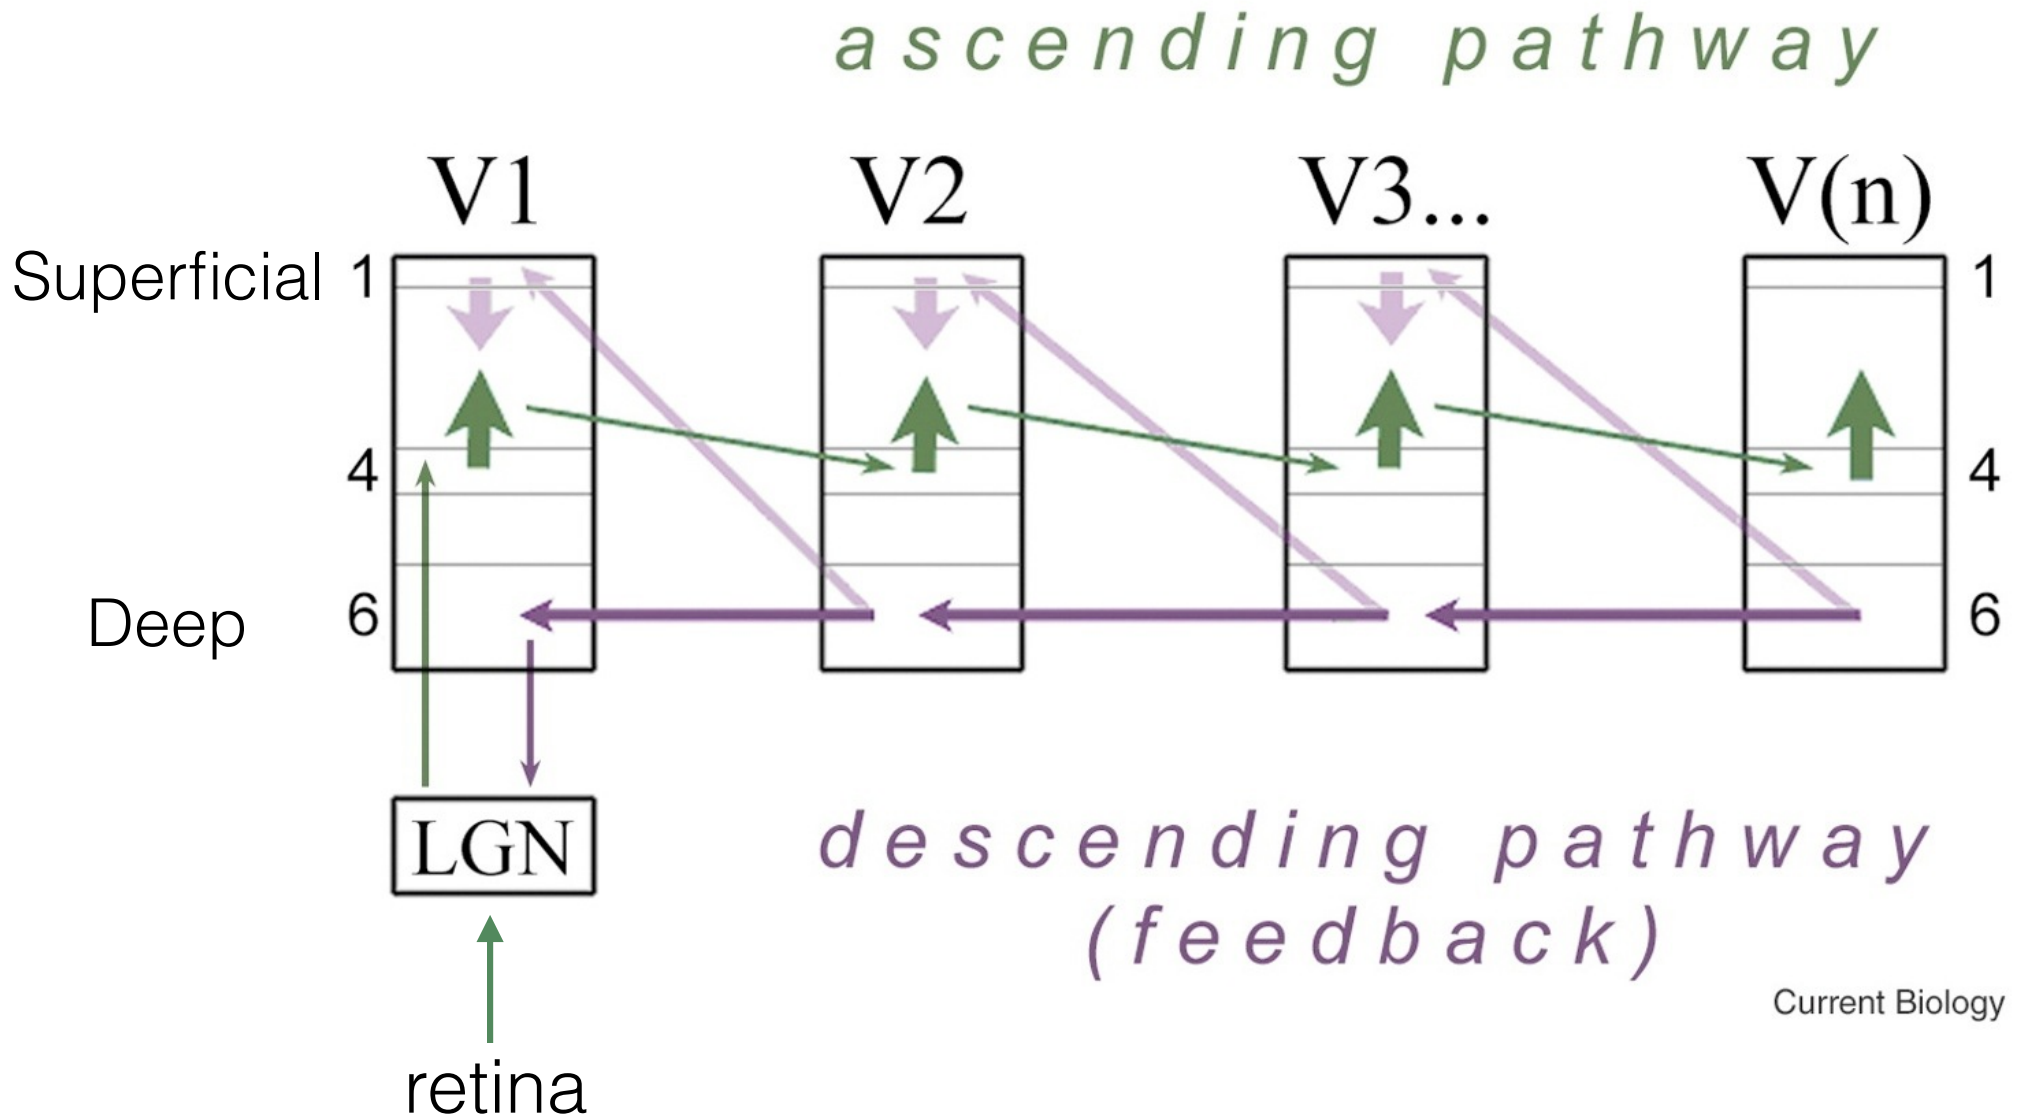 ascending pathway
V1 V2 V3... V(n)
Superficial 1 1
4 4
Deep 6 6
LGN
descending pathway
(feedback)
Current Biology
retina